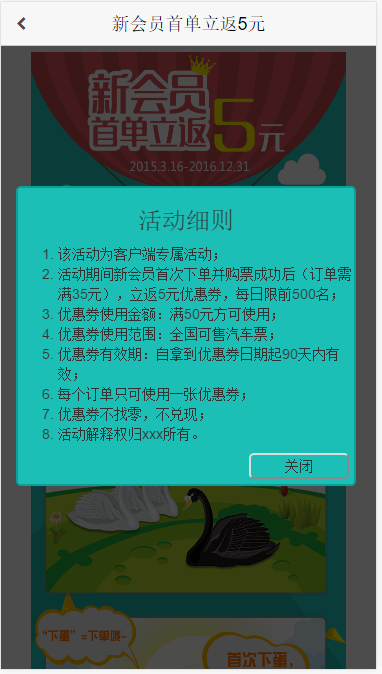 新会员首单立返5元
新会员
首单立返5元
2015.3.16-2016.12.31
活动细则
1. 该活动为客户端专属活动；
2. 活动期间新会员首次下单并购票成功后（订单需
满35元），立返5元优惠券，每日限前500名；
3. 优惠券使用金额：满50元方可使用；
4. 优惠券使用范围：全国可售汽车票；
5. 优惠券有效期：自拿到优惠券日期起90天内有
效；
6. 每个订单只可使用一张优惠券；
7. 优惠券不找零，不兑现；
8. 活动解释权归xxx所有。
关闭
“下蛋”=下单哦~
首次下蛋，